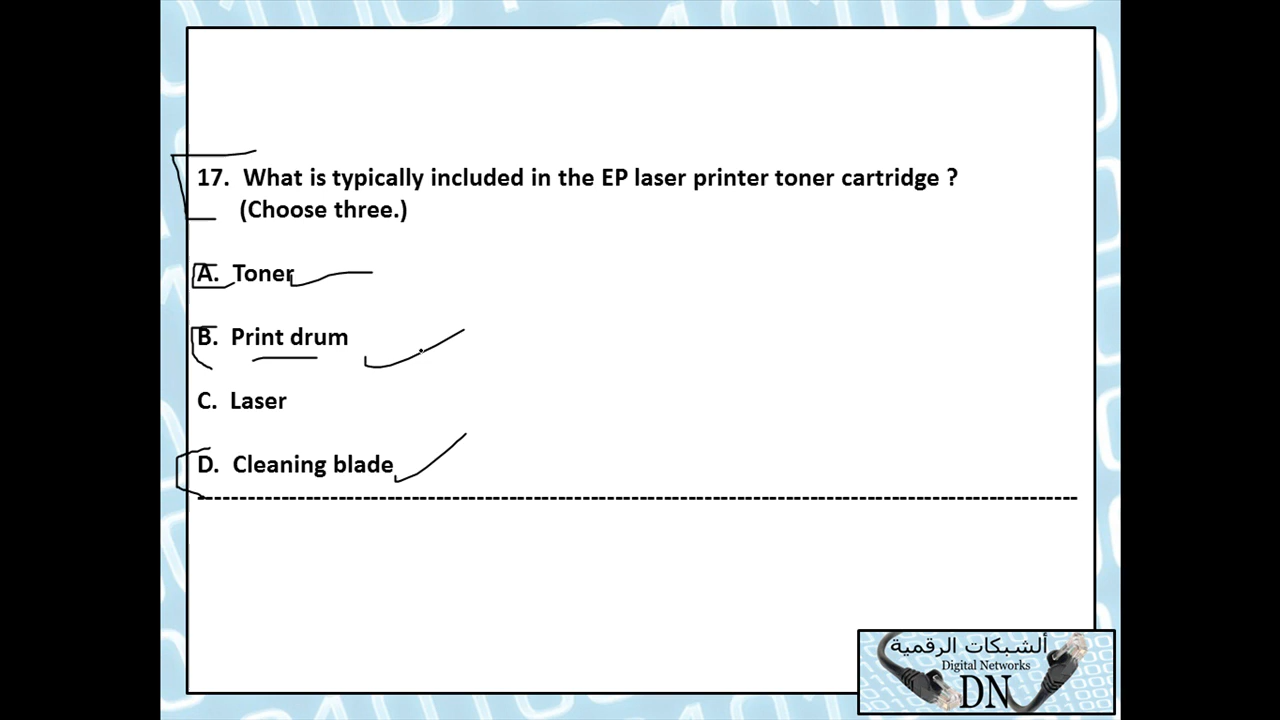 17. What is typically included in the EP laser printer toner cartridge ?
(Choose three.)
A. Toner
B. Print drum
C. Laser
D. Cleaning blade
ألشبكات الرقمية
Digital Networks
DN